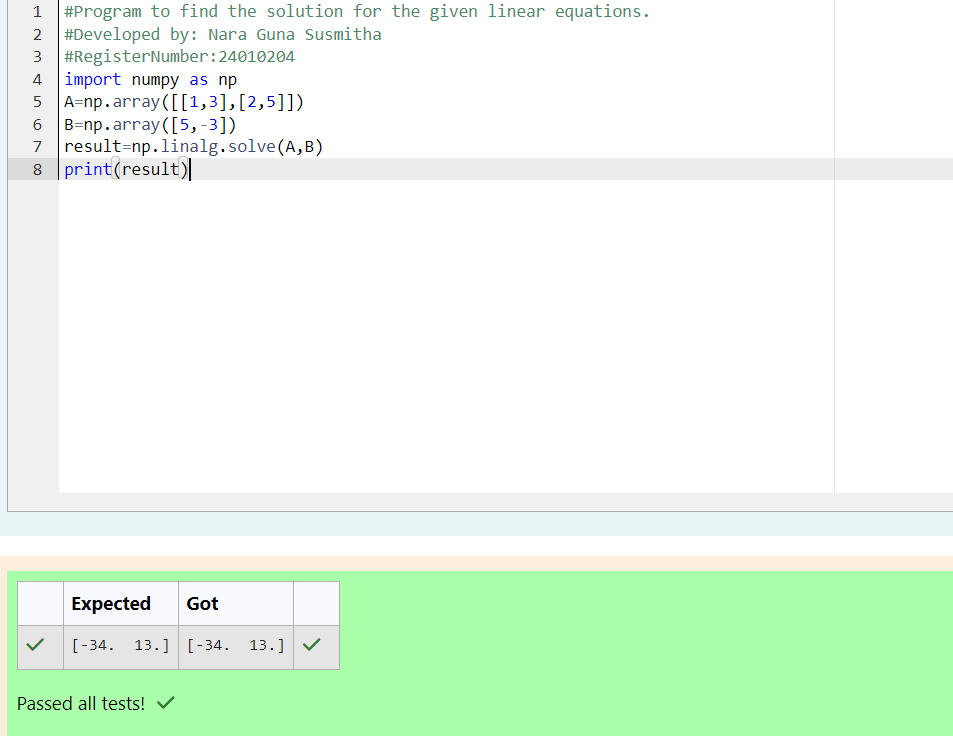 1 #Program to find the solution for the given linear equations.
2 #Developed by: Nara Guna Susmitha
3 #RegisterNumber:24010204
4 import numpy as np
5 A=np.array([[1,3],[2,5]])
6 B=np.array([5,-3])
7 result=np.linalg.solve(A,B)
8 print(result)
Expected Got
[-34.  13.] [-34.  13.]
Passed all tests!